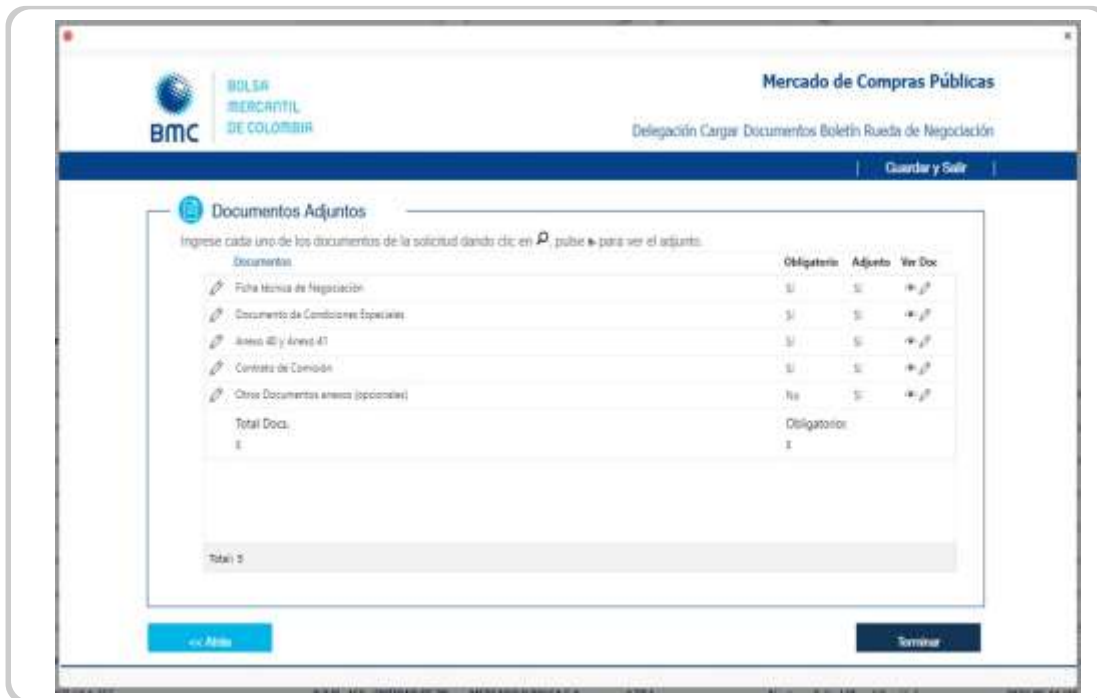 BMC
BOLSA
MERCANTIL
DE COLOMBIA
Mercado de Compras Públicas
Delegación Cargar Documentos Boletín Rueda de Negociación
Guardar y Salir
Documentos Adjuntos
Ingrese cada uno de los documentos de la solicitud dando clic en , pulse para ver el adjunto.
Documentos Obligatorio Adjunto Ver Doc
Ficha técnica de Negociación Si Si
Documento de Condiciones Especiales Si Si
Anexo 40 y Anexo 41 Si Si
Contrato de Comisión Si Si
Otros Documentos anexos (opcionales) No Si
Total Docs. Obligatorios
Total: 5
<< Atrás
Terminar